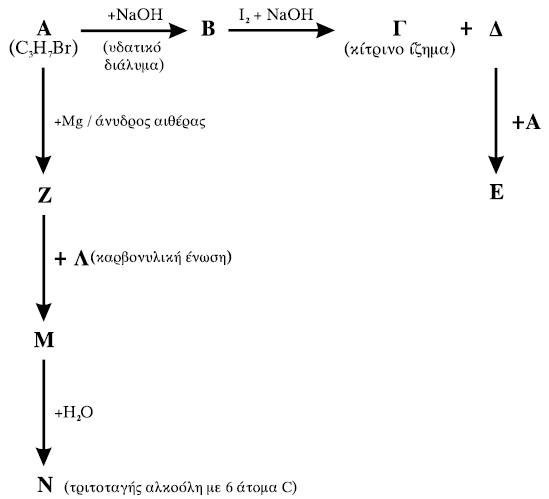 Α +NaOH Β I₂ + NaOH Γ + Δ
(C₃H₇Br) (υδατικό (κίτρινο ίζημα)
διάλυμα)
+Mg / άνυδρος αιθέρας +Α
Ζ Ε
+ Λ (καρβονυλική ένωση)
Μ
+H₂O
Ν (τριτοταγής αλκοόλη με 6 άτομα C)